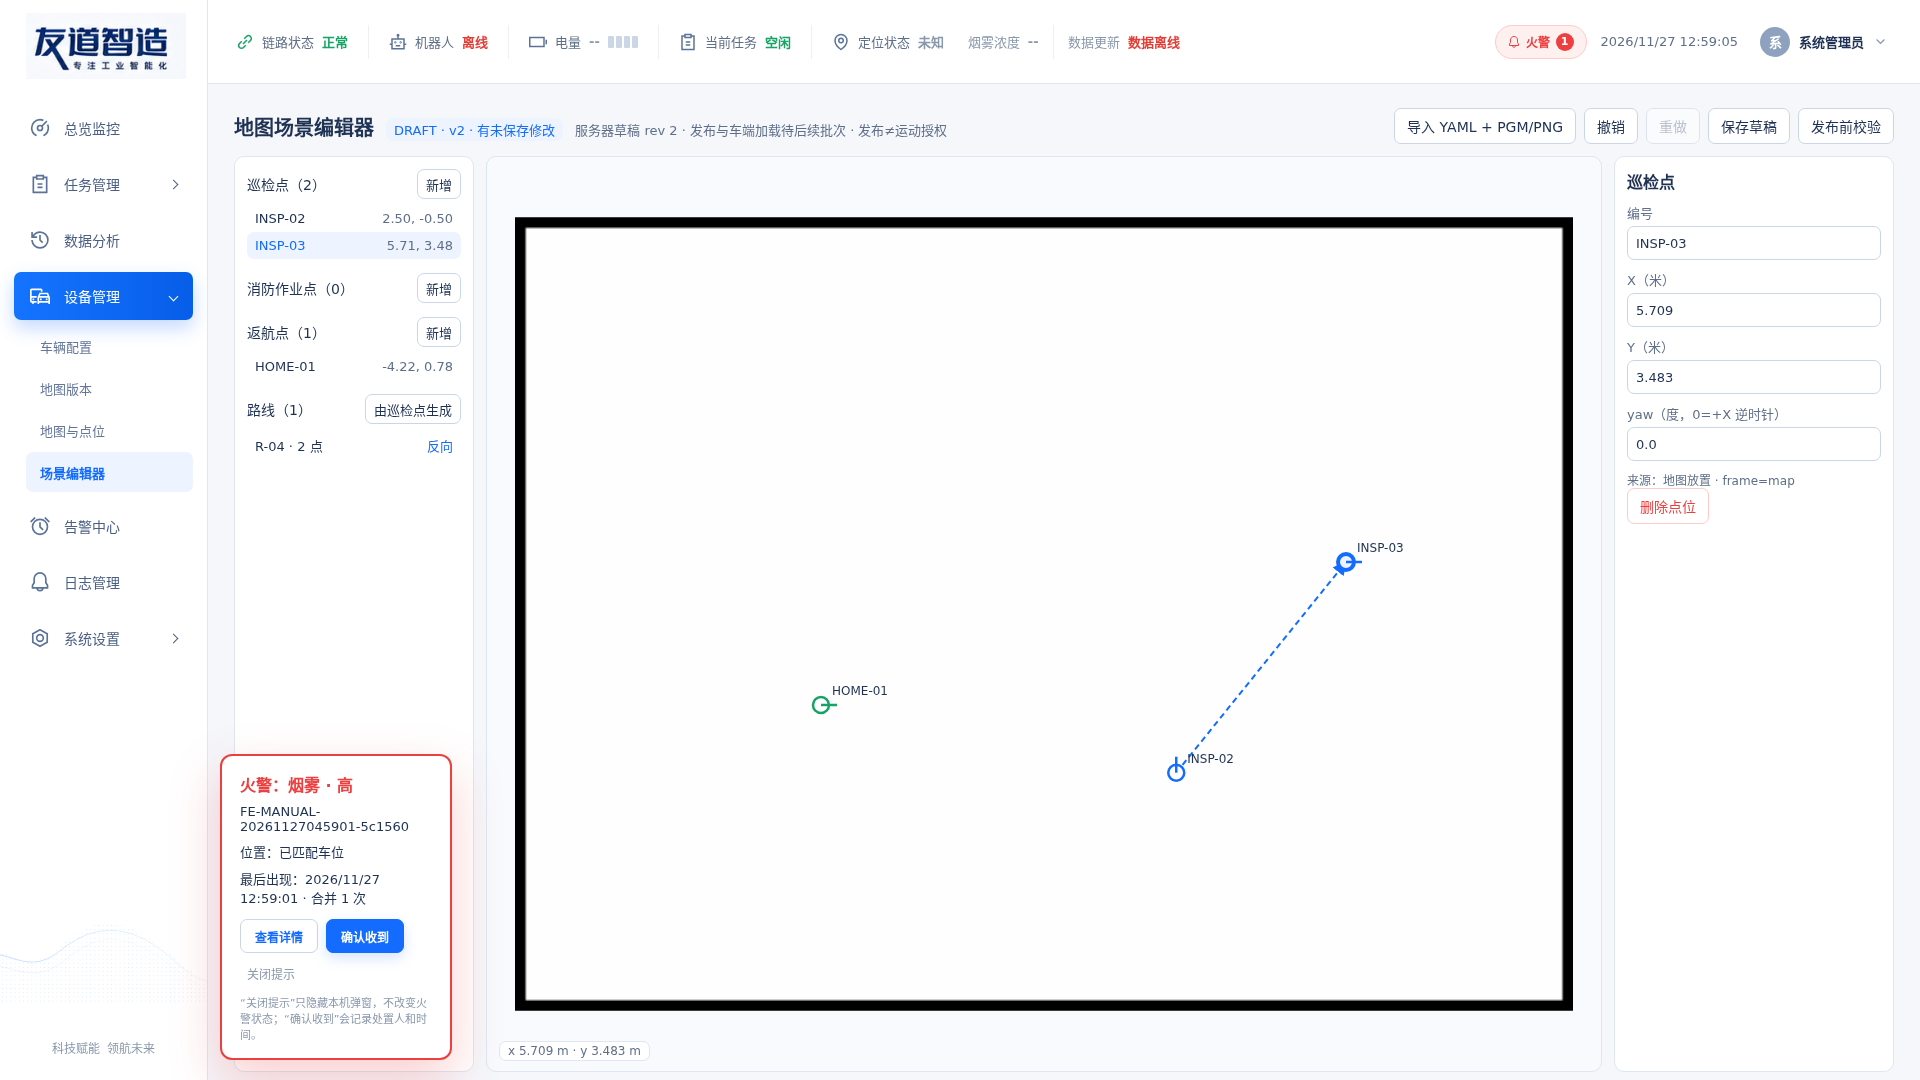 友道智造
专注工业智能化
链路状态 正常
机器人 离线
电量 --
当前任务 空闲
定位状态 未知
烟雾浓度 --
数据更新 数据离线
火警 1
2026/11/27 12:59:05
系 系统管理员
总览监控
任务管理
数据分析
设备管理
车辆配置
地图版本
地图与点位
场景编辑器
告警中心
日志管理
系统设置
科技赋能 领航未来
地图场景编辑器
DRAFT · v2 · 有未保存修改
服务器草稿 rev 2 · 发布与车端加载待后续批次 · 发布≠运动授权
导入 YAML + PGM/PNG
撤销
重做
保存草稿
发布前校验
巡检点（2） 新增
INSP-02 2.50, -0.50
INSP-03 5.71, 3.48
消防作业点（0） 新增
返航点（1） 新增
HOME-01 -4.22, 0.78
路线（1） 由巡检点生成
R-04 · 2 点 反向
火警：烟雾 · 高
FE-MANUAL-
20261127045901-5c1560
位置：已匹配车位
最后出现：2026/11/27
12:59:01 · 合并 1 次
查看详情 确认收到
关闭提示
“关闭提示”只隐藏本机弹窗，不改变火
警状态；“确认收到”会记录处置人和时
间。
INSP-03
HOME-01
INSP-02
x 5.709 m · y 3.483 m
巡检点
编号
INSP-03
X（米）
5.709
Y（米）
3.483
yaw（度，0=+X 逆时针）
0.0
来源：地图放置 · frame=map
删除点位